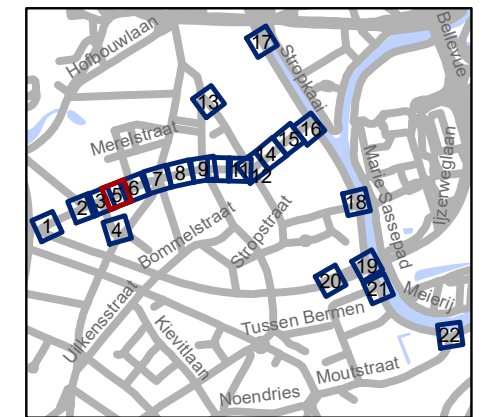 17
Hofbouwlaan
Stropkaai
Bellevue
13
Merelstraat
16
15
14
12
11
9
8
7
6
5
3
2
1
4
Marie Sassepad
Ijzerweglaan
18
Bommelstraat
Stropstraat
19
20
21
Meierij
Uilkensstraat
Tussen Bermen
22
Kievitlaan
Moutstraat
Noendries